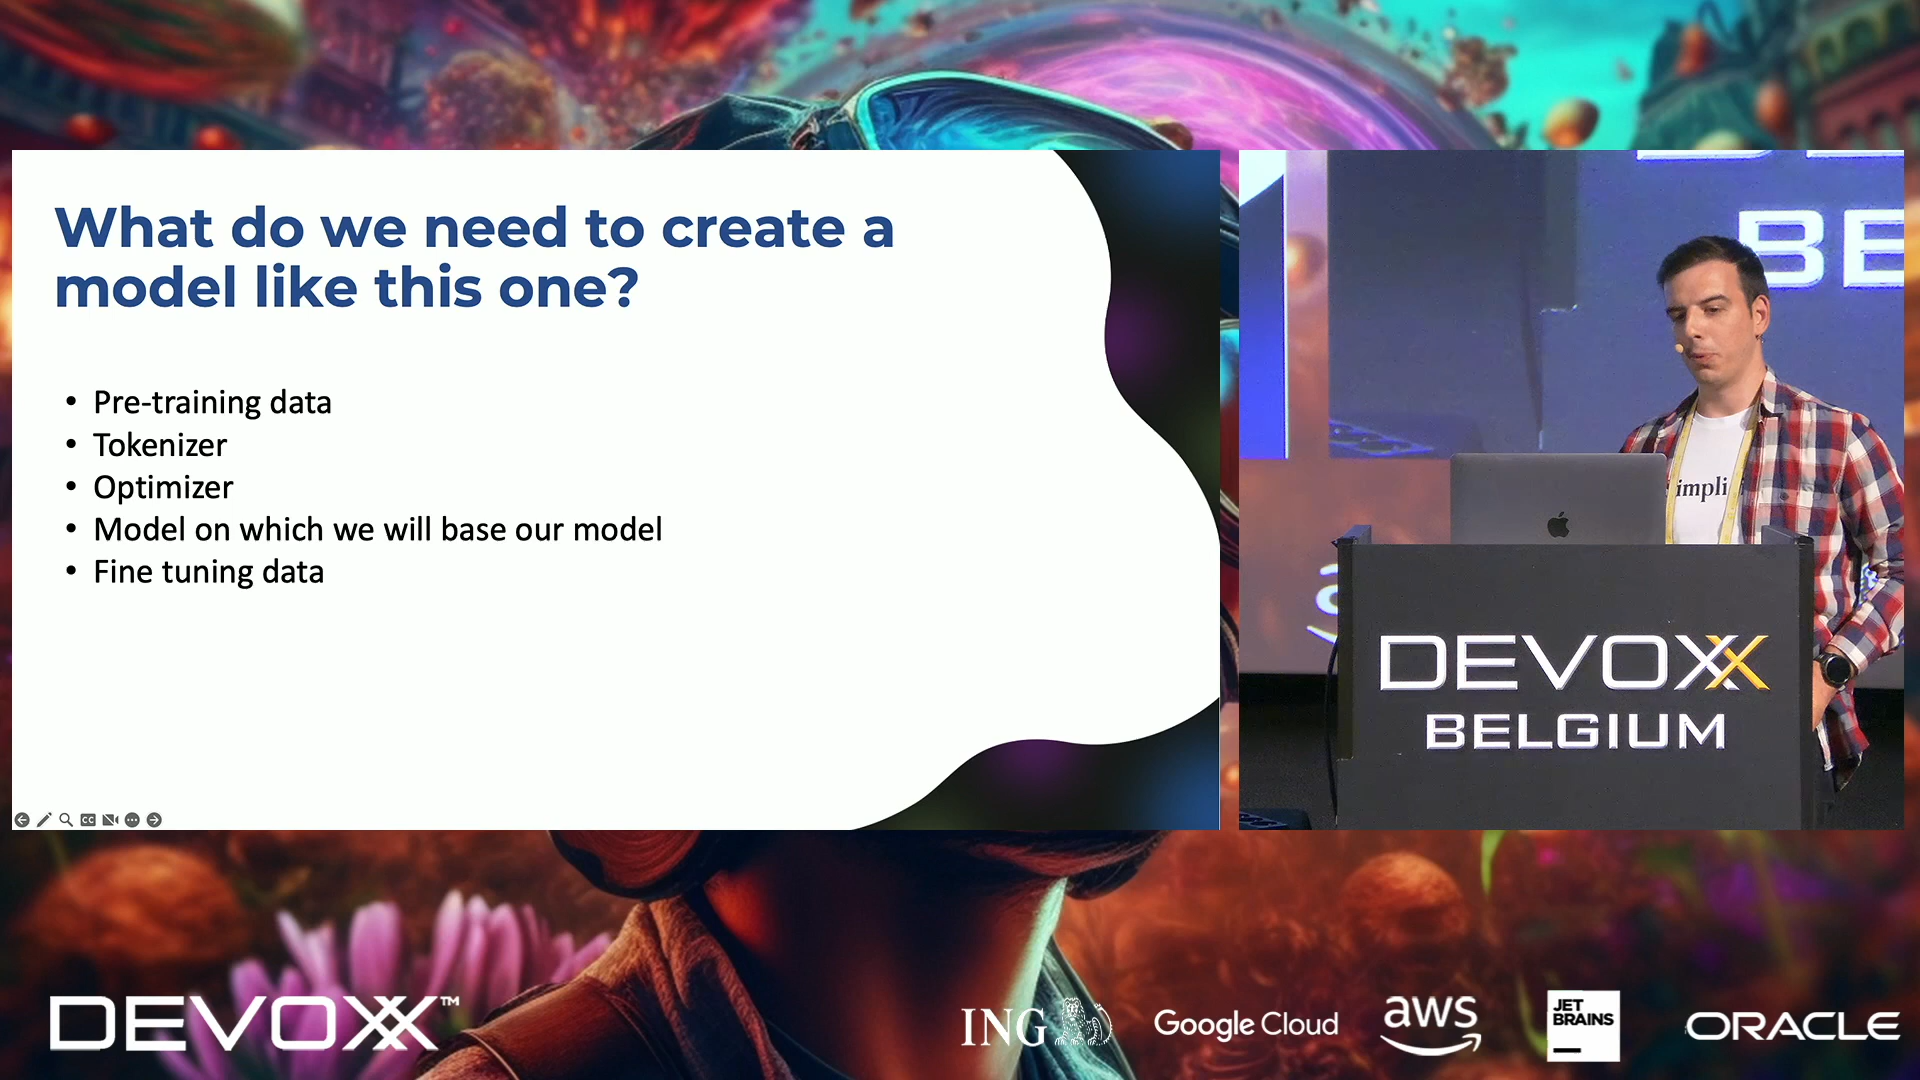 What do we need to create a
model like this one?
• Pre-training data
• Tokenizer
• Optimizer
• Model on which we will base our model
• Fine tuning data
BE
impli
DEVOXX
BELGIUM
DEVOXX™
ING
Google Cloud
aws
JET
BRAINS
ORACLE